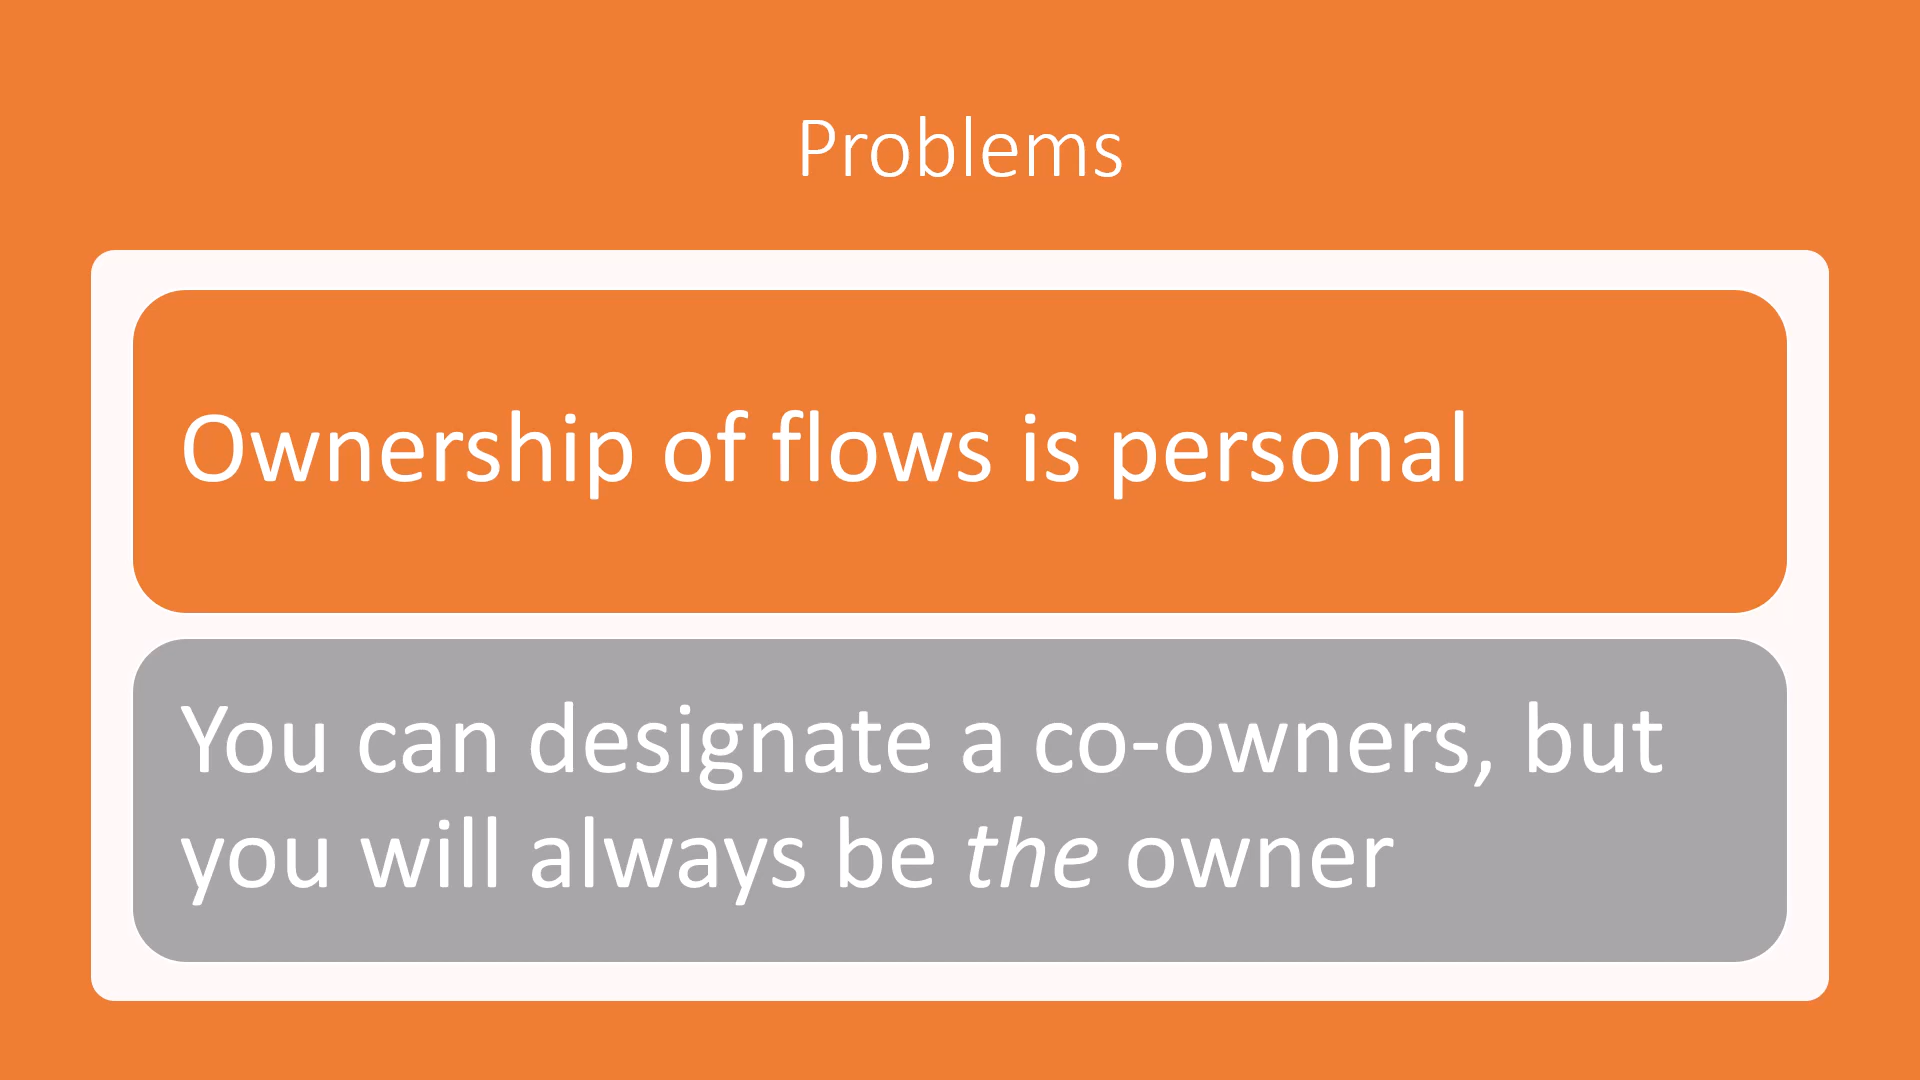 Problems
Ownership of flows is personal
You can designate a co-owners, but
you will always be the owner